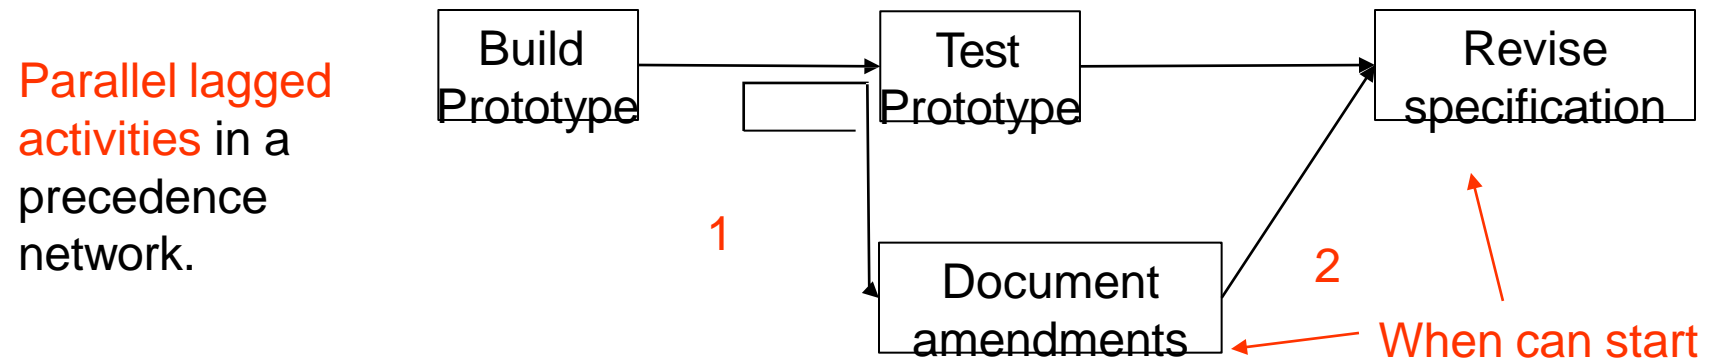 Parallel lagged
activities in a
precedence
network.
Build
Prototype
Test
Prototype
Revise
specification
1
Document
amendments
2
When can start